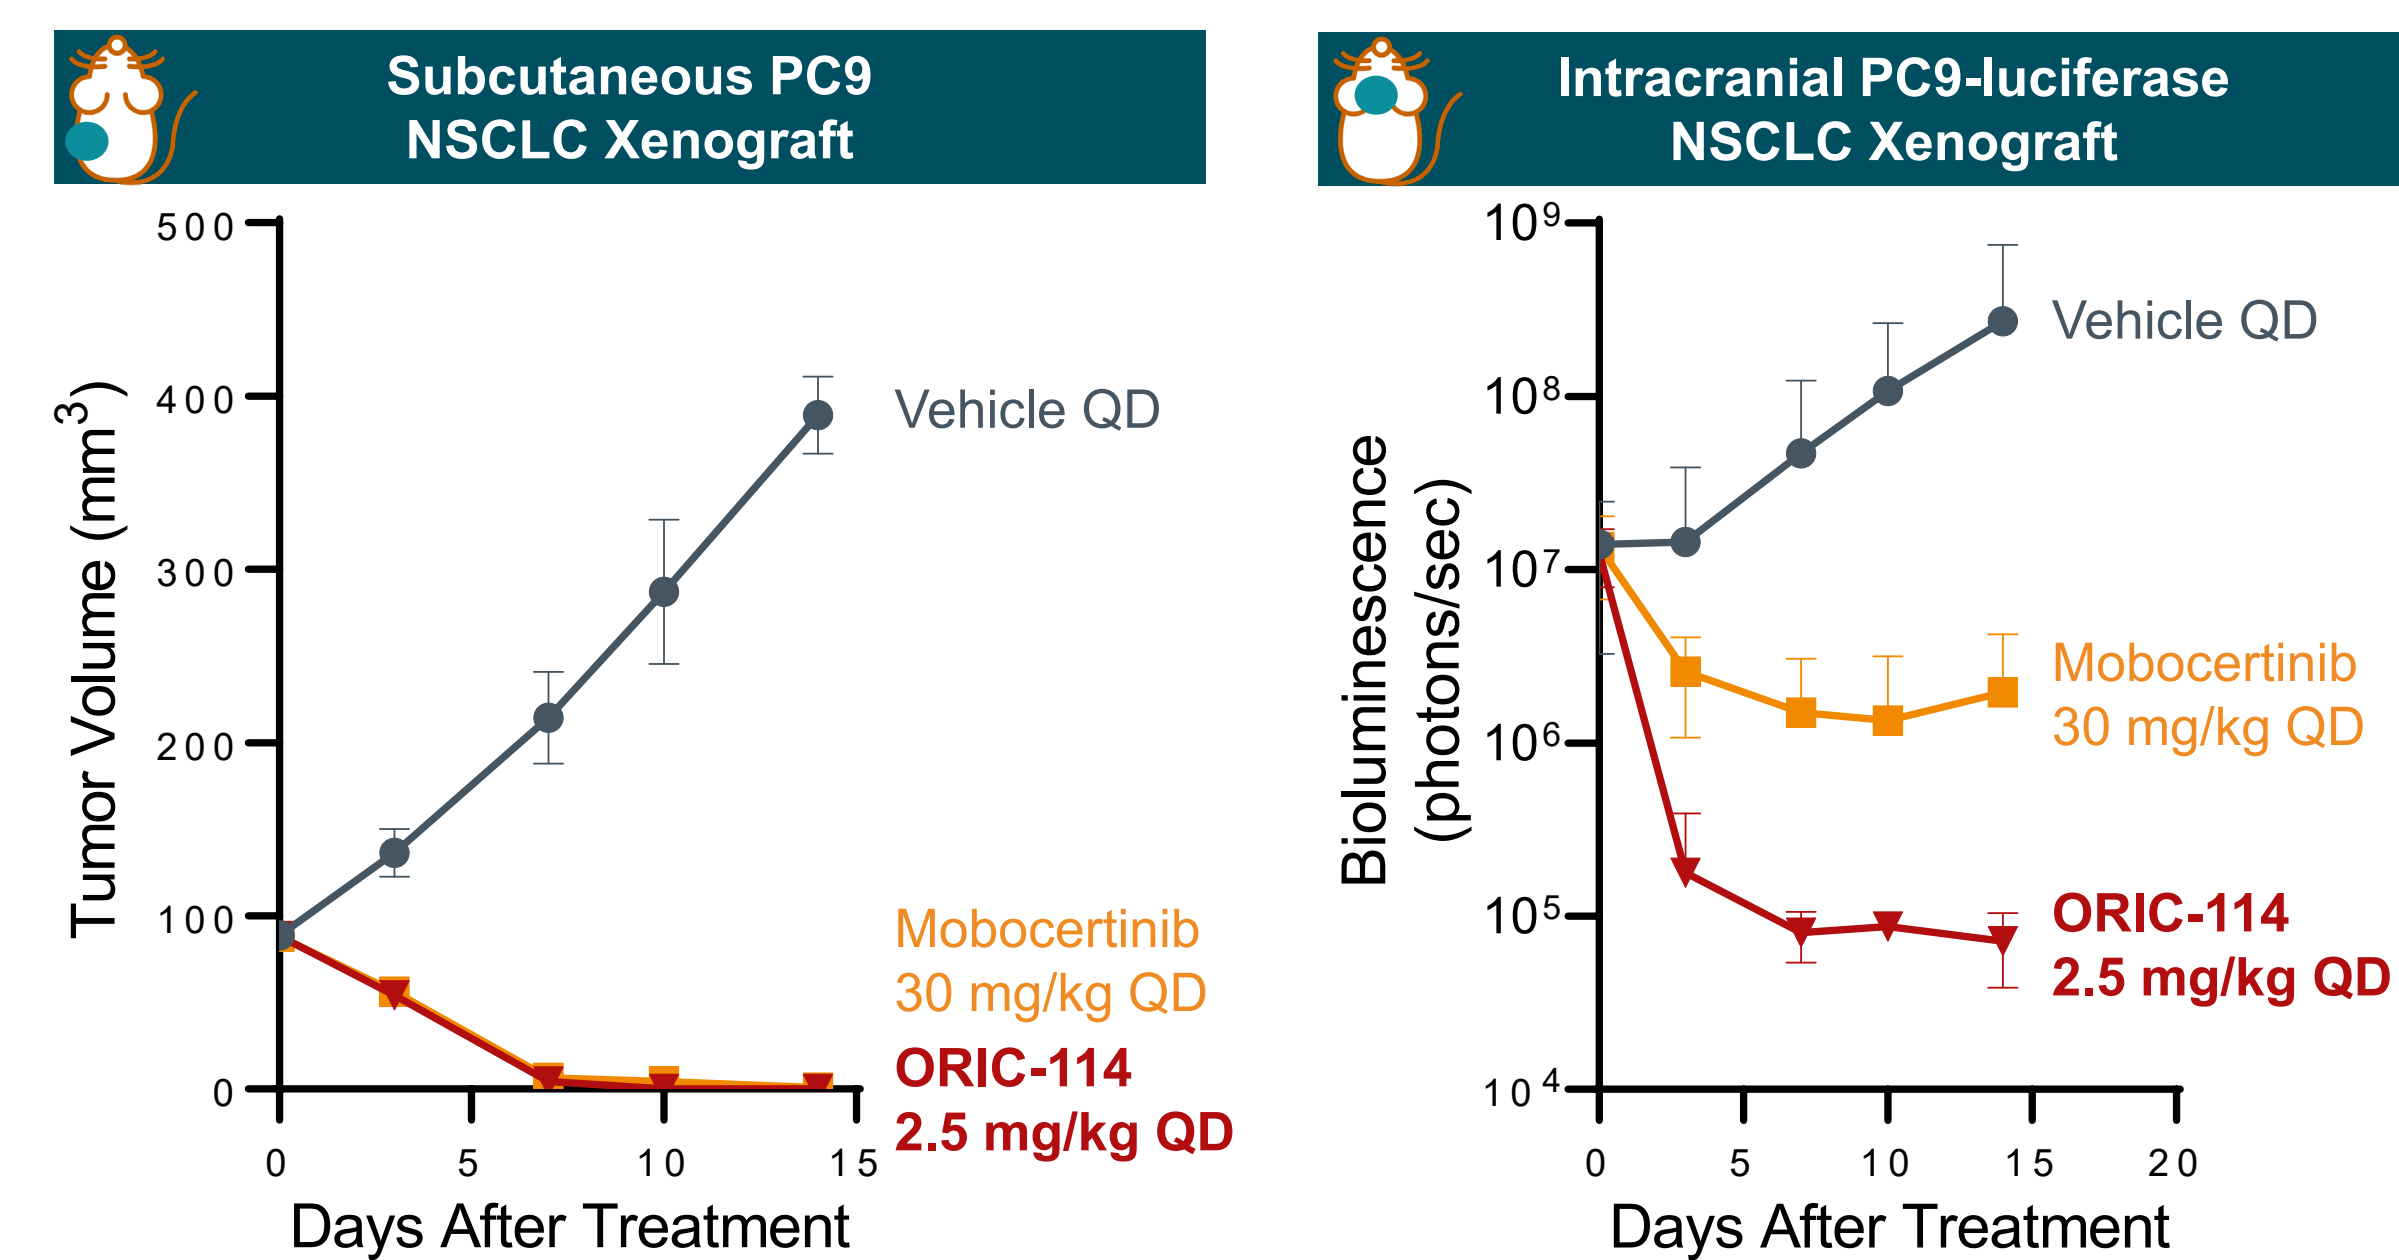 Subcutaneous PC9
NSCLC Xenograft
Tumor Volume (mm³)
500
400
300
200
100
0
0 5 10 15
Days After Treatment
Vehicle QD
Mobocertinib
30 mg/kg QD
ORIC-114
2.5 mg/kg QD
Intracranial PC9-luciferase
NSCLC Xenograft
Bioluminescence
(photons/sec)
10⁹
10⁸
10⁷
10⁶
10⁵
10⁴
0 5 10 15 20
Days After Treatment
Vehicle QD
Mobocertinib
30 mg/kg QD
ORIC-114
2.5 mg/kg QD